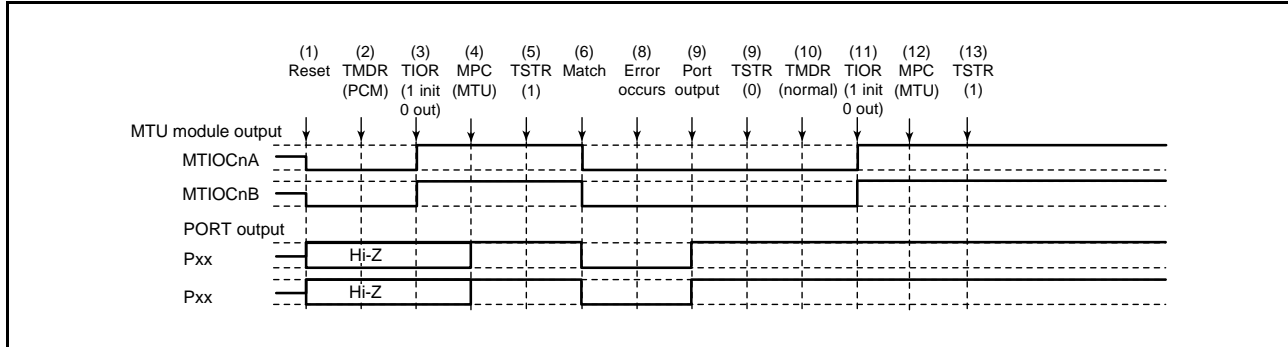 (1) (2) (3) (4) (5) (6) (8) (9) (9) (10) (11) (12) (13)
Reset TMDR TIOR MPC TSTR Match Error Port TSTR TMDR TIOR MPC TSTR
(PCM) (1 init (MTU) (1) occurs output (0) (normal) (1 init (MTU) (1)
0 out) 0 out)
MTU module output
MTIOCnA
MTIOCnB
PORT output
Pxx Hi-Z
Pxx Hi-Z